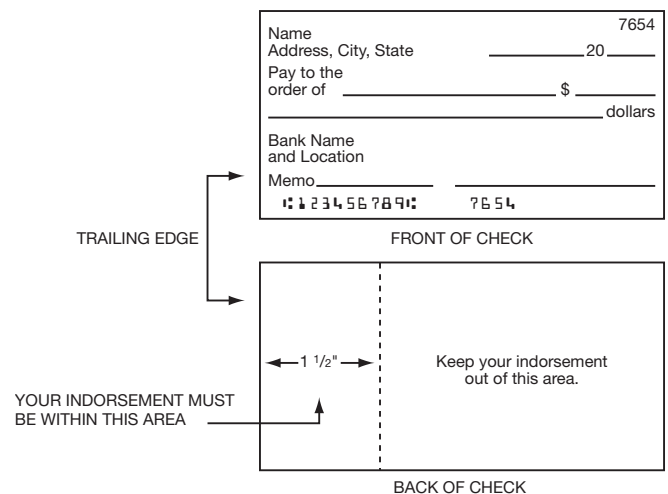 7654
Name
Address, City, State
20
Pay to the
order of
$
dollars
Bank Name
and Location
Memo
⑆123456789⑆ 7654
TRAILING EDGE
FRONT OF CHECK
1 1/2"
Keep your indorsement
out of this area.
YOUR INDORSEMENT MUST
BE WITHIN THIS AREA
BACK OF CHECK